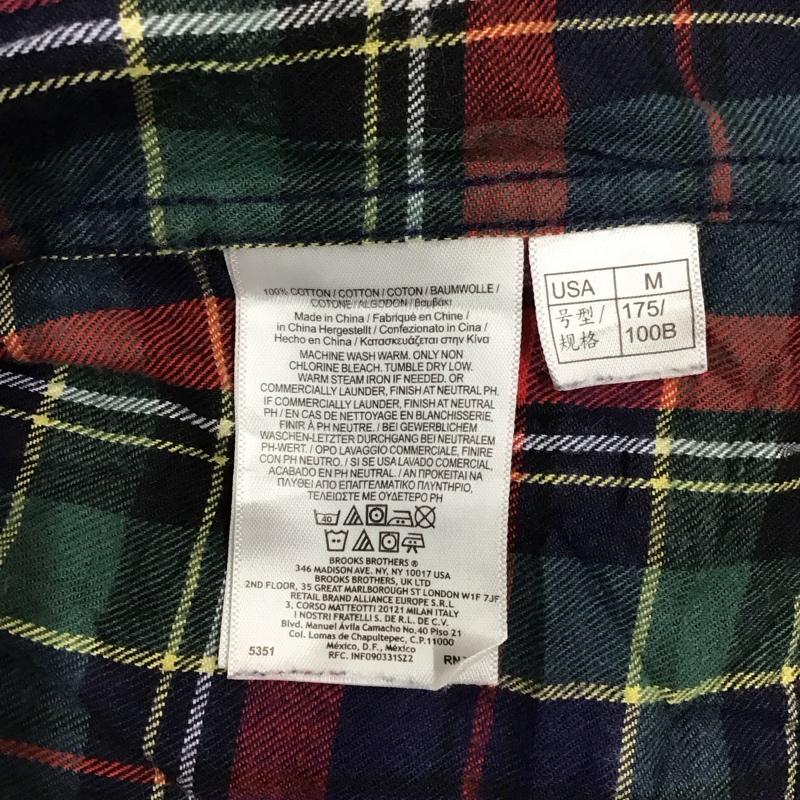 100% COTTON / COTTON / COTON / BAUMWOLLE /
COTONE / ALGODON / βαμβάκι
Made in China / Fabriqué en Chine /
in China Hergestellt / Confezionato in Cina /
Hecho en China / Κατασκευάζεται στην Κίνα
MACHINE WASH WARM. ONLY NON
CHLORINE BLEACH. TUMBLE DRY LOW.
WARM STEAM IRON IF NEEDED. OR
COMMERCIALLY LAUNDER, FINISH AT NEUTRAL PH.
IF COMMERCIALLY LAUNDER, FINISH AT NEUTRAL
PH / EN CAS DE NETTOYAGE EN BLANCHISSERIE,
FINIR À PH NEUTRE. / BEI GEWERBLICHEM
WASCHEN-LETZTER DURCHGANG BEI NEUTRALEM
PH-WERT. / OPO LAVAGGIO COMMERCIALE, FINIRE
CON PH NEUTRO. / SI SE USA LAVADO COMERCIAL,
ACABADO EN PH NEUTRAL. / ΑΝ ΠΡΟΚΕΙΤΑΙ ΓΙΑ
ΠΛΥΘΕΙ ΑΠΟ ΕΠΑΓΓΕΛΜΑΤΙΚΟ ΠΛΥΝΤΗΡΙΟ,
ΤΕΛΕΙΩΣΤΕ ΜΕ ΟΥΔΕΤΕΡΟ PH
40
BROOKS BROTHERS ®
346 MADISON AVE. NY, NY 10017 USA
BROOKS BROTHERS, UK LTD
2ND FLOOR, 35 GREAT MARLBOROUGH ST LONDON W1F 7JF
RETAIL BRAND ALLIANCE EUROPE S.R.L
3, CORSO MATTEOTTI 20121 MILAN ITALY
I NOSTRI FRATELLI S. DE R.L. DE C.V.
Blvd. Manuel Ávila Camacho No.40 Piso 21
Col. Lomas de Chapultepec, C.P.11000
México, D.F., México
5351 RFC. INF090331SZ2 RN
USA M
号型/ 175/
规格 100B